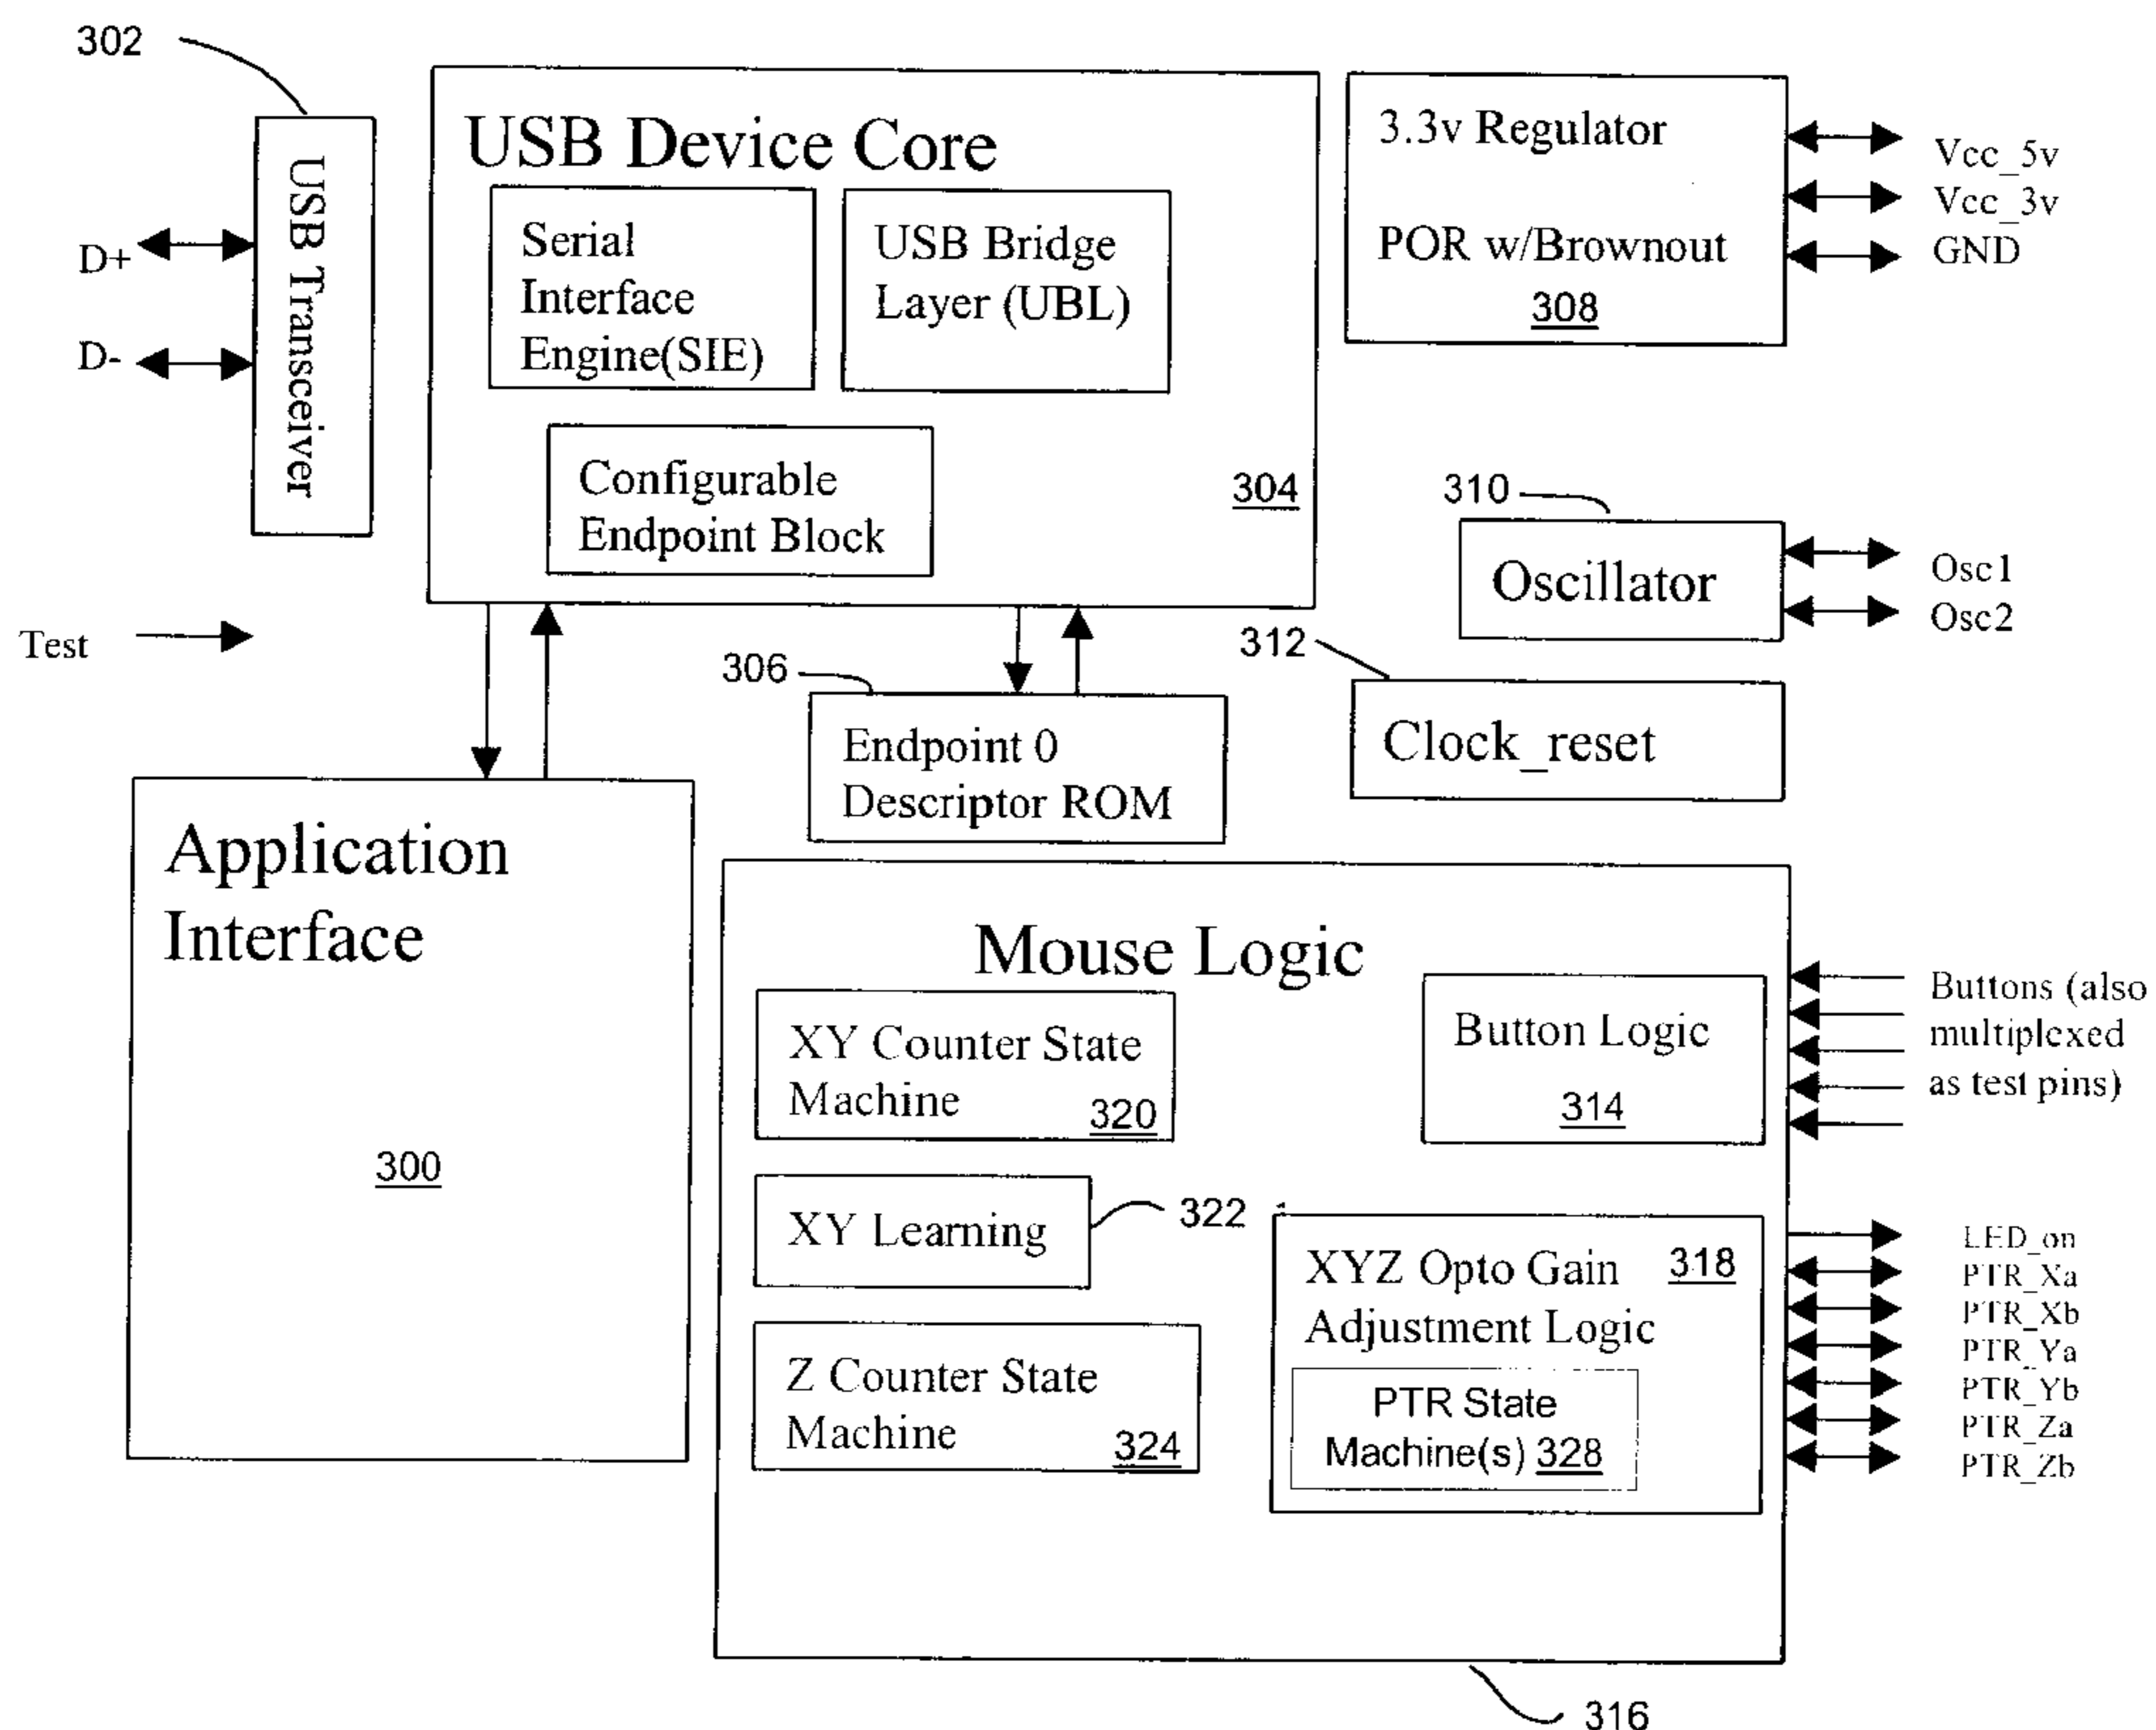 302
USB Transceiver
D+
D-
Test
USB Device Core
Serial
Interface
Engine(SIE)
USB Bridge
Layer (UBL)
Configurable
Endpoint Block
304
3.3v Regulator
POR w/Brownout
308
Vcc_5v
Vcc_3v
GND
310
Oscillator
Osc1
Osc2
312
Clock_reset
306
Endpoint 0
Descriptor ROM
Application
Interface
300
Mouse Logic
XY Counter State
Machine 320
Button Logic
314
Buttons (also
multiplexed
as test pins)
XY Learning
322
XYZ Opto Gain 318
Adjustment Logic
PTR State
Machine(s) 328
Z Counter State
Machine 324
LED_on
PTR_Xa
PTR_Xb
PTR_Ya
PTR_Yb
PTR_Za
PTR_Zb
316